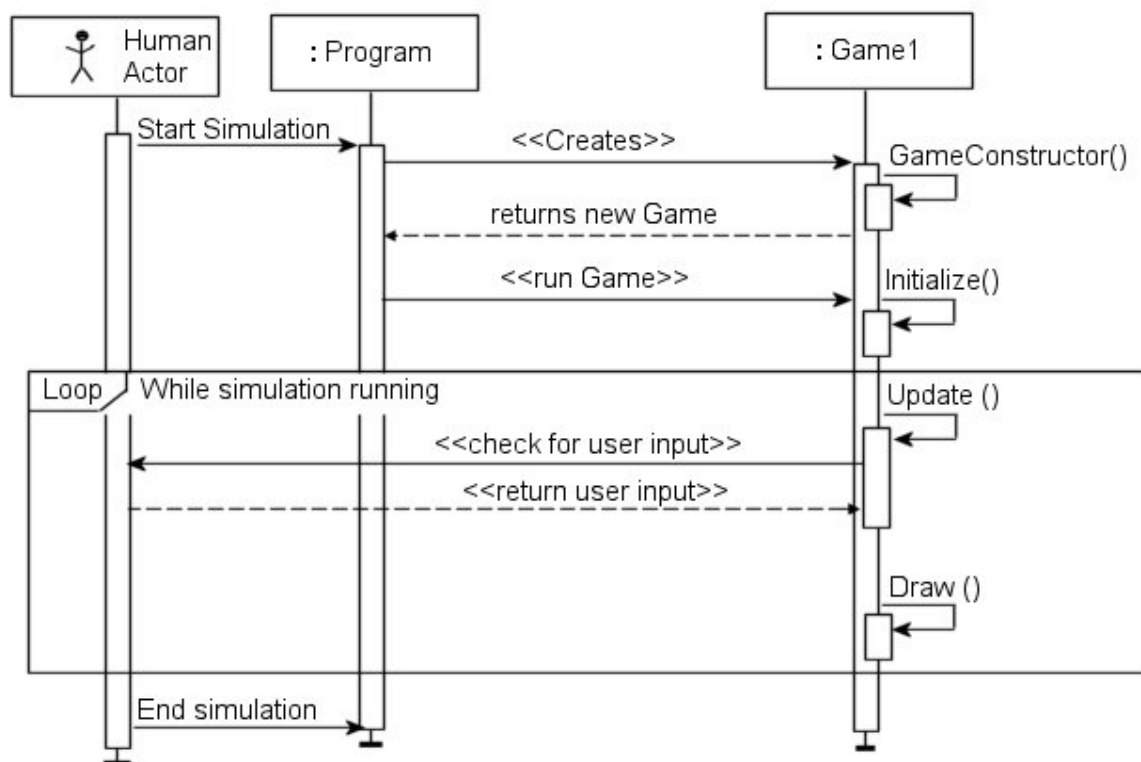 Human
Actor
: Program
: Game1
Start Simulation
<<Creates>>
GameConstructor()
returns new Game
<<run Game>>
Initialize()
Loop
While simulation running
Update ()
<<check for user input>>
<<return user input>>
Draw ()
End simulation